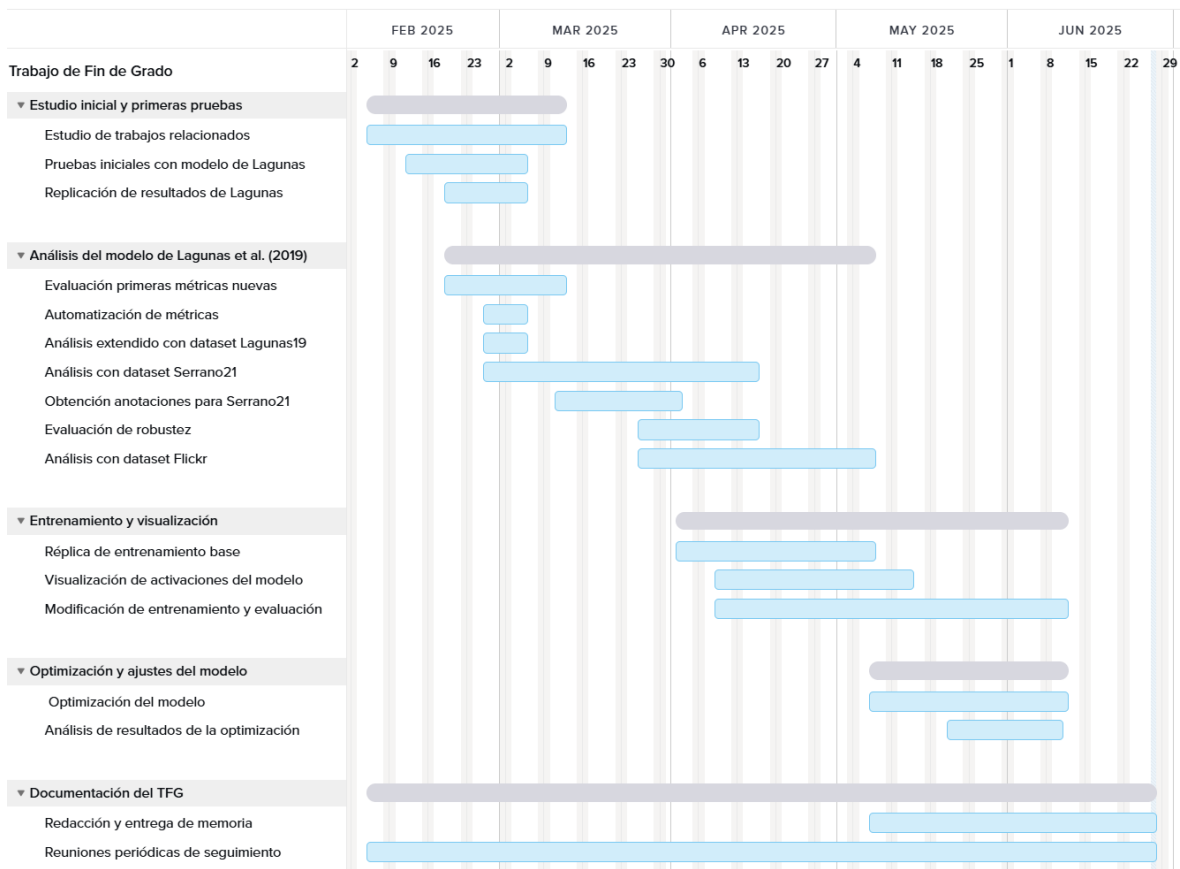 FEB 2025 MAR 2025 APR 2025 MAY 2025 JUN 2025
Trabajo de Fin de Grado 2 9 16 23 2 9 16 23 30 6 13 20 27 4 11 18 25 1 8 15 22 29
Estudio inicial y primeras pruebas
Estudio de trabajos relacionados
Pruebas iniciales con modelo de Lagunas
Replicación de resultados de Lagunas
Análisis del modelo de Lagunas et al. (2019)
Evaluación primeras métricas nuevas
Automatización de métricas
Análisis extendido con dataset Lagunas19
Análisis con dataset Serrano21
Obtención anotaciones para Serrano21
Evaluación de robustez
Análisis con dataset Flickr
Entrenamiento y visualización
Réplica de entrenamiento base
Visualización de activaciones del modelo
Modificación de entrenamiento y evaluación
Optimización y ajustes del modelo
Optimización del modelo
Análisis de resultados de la optimización
Documentación del TFG
Redacción y entrega de memoria
Reuniones periódicas de seguimiento